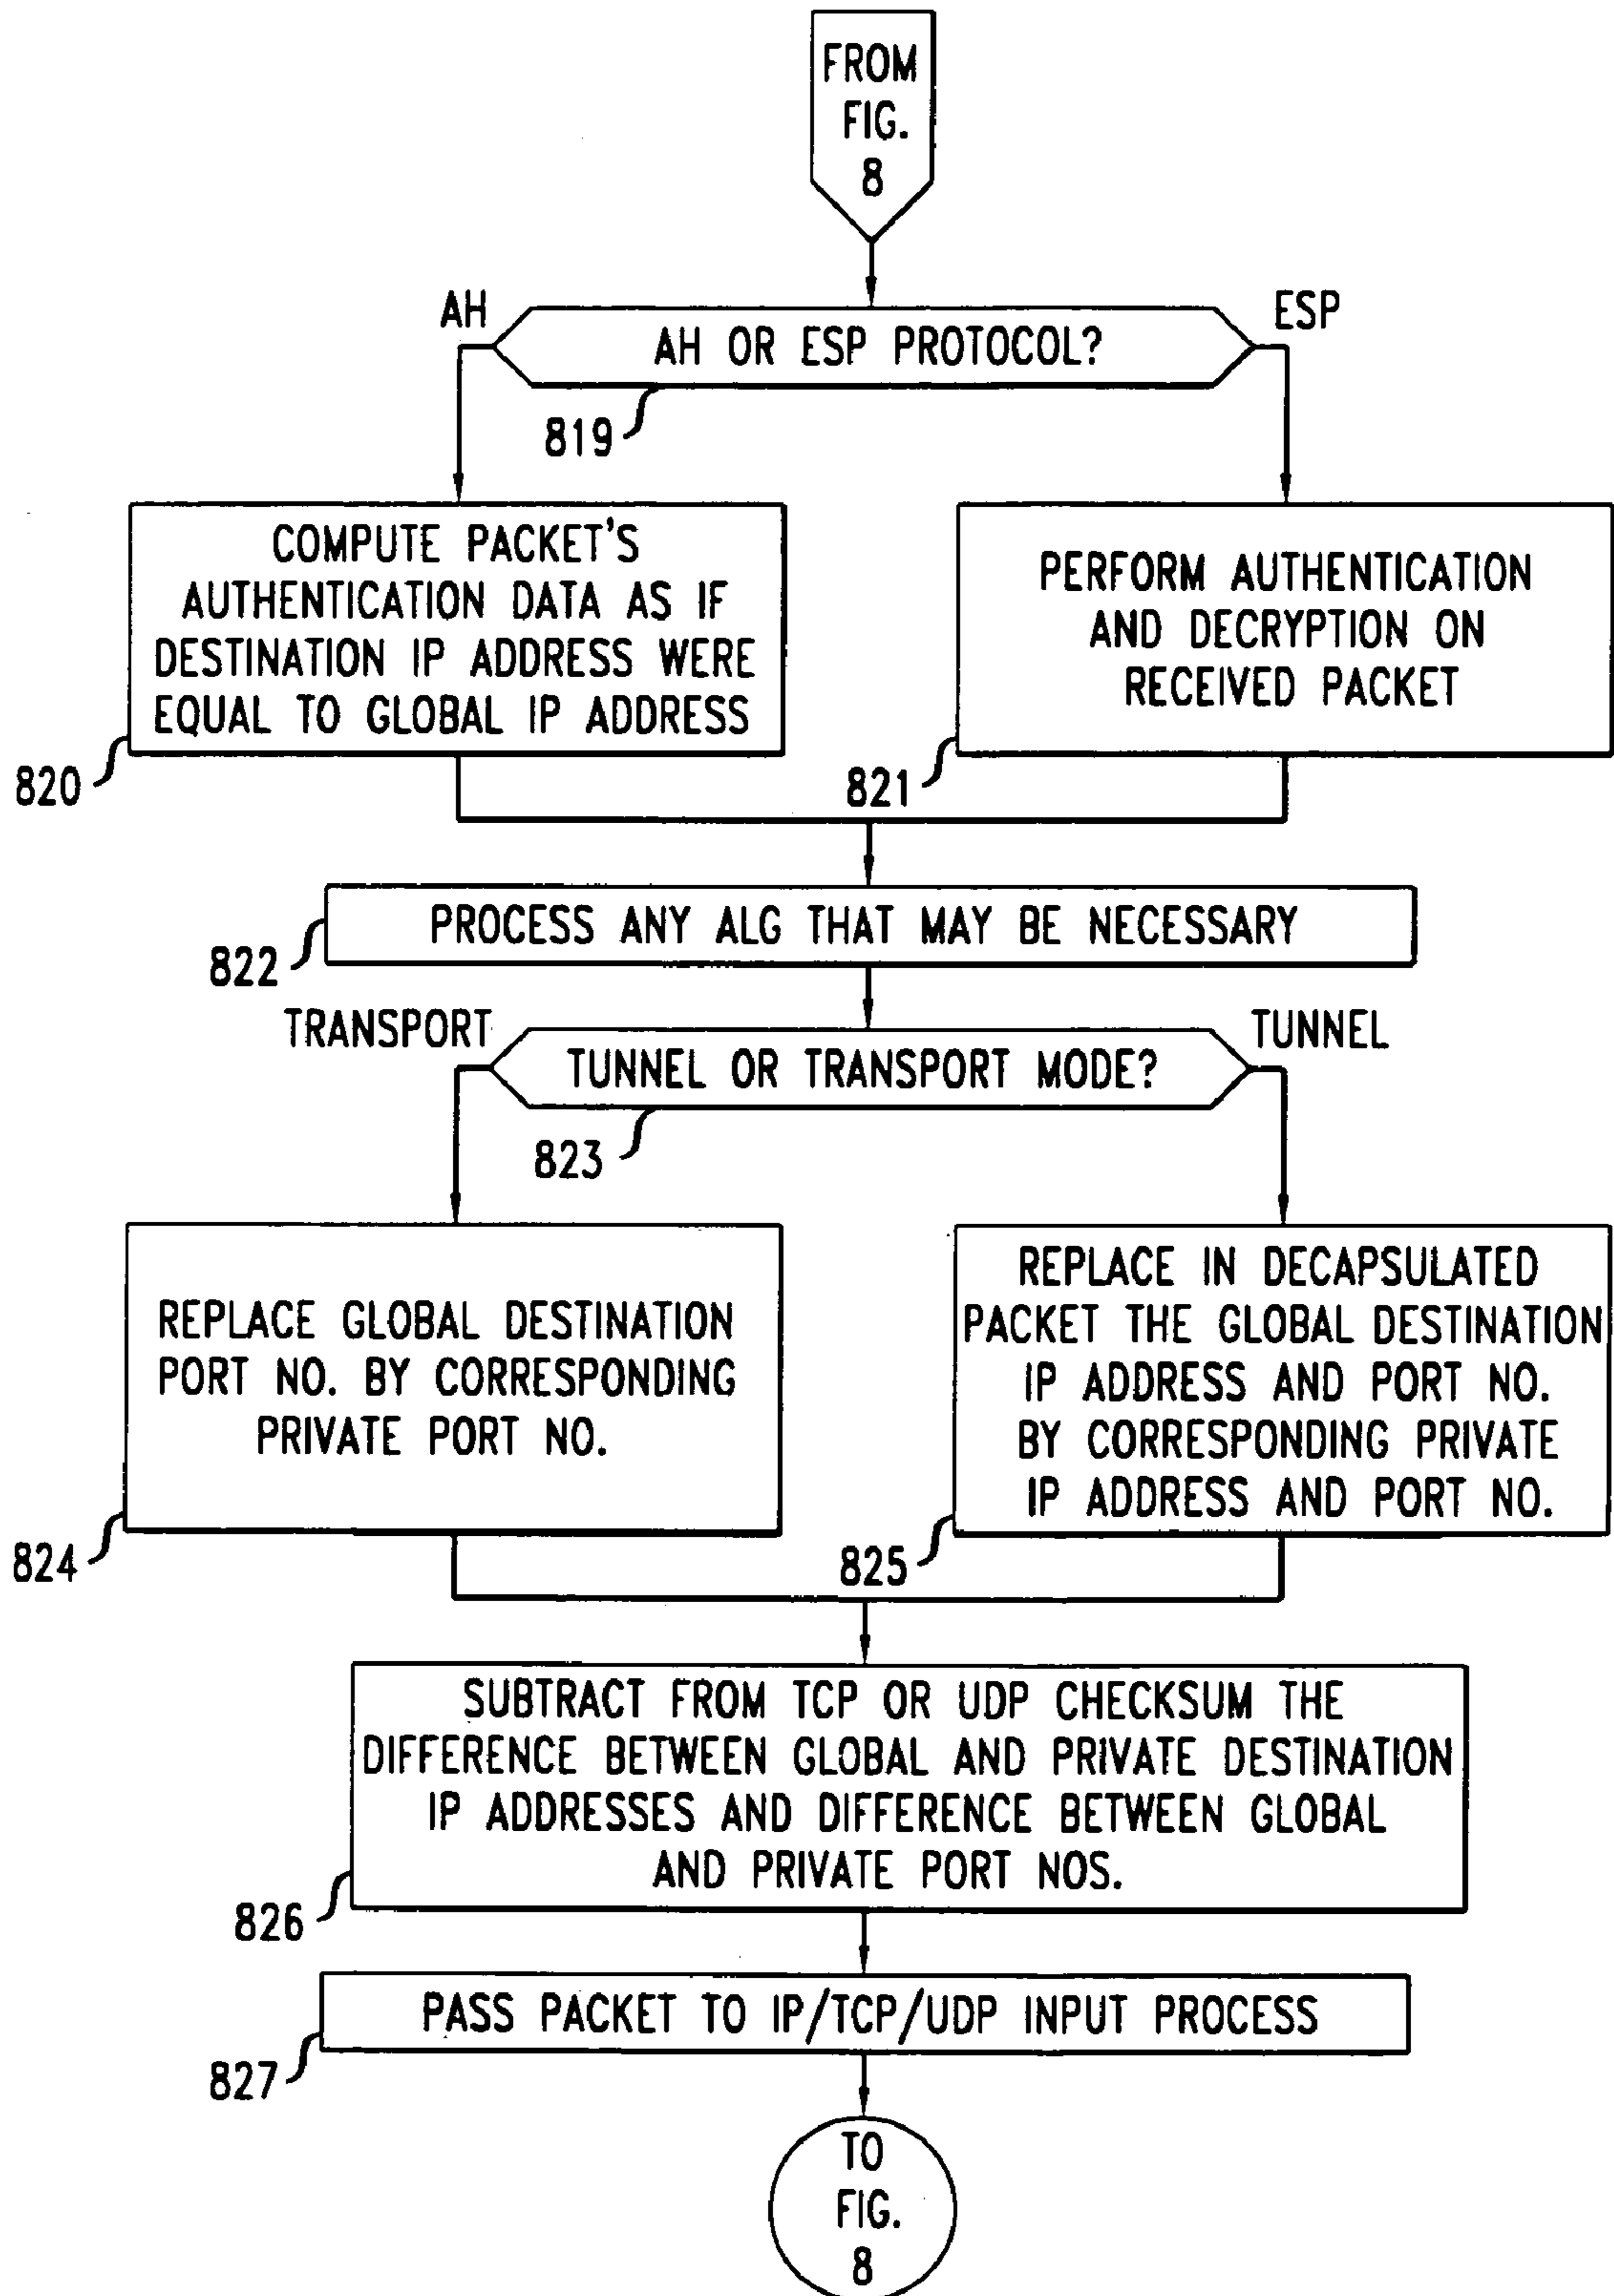 FROM
FIG.
8
AH
ESP
AH OR ESP PROTOCOL?
819
COMPUTE PACKET'S
AUTHENTICATION DATA AS IF
DESTINATION IP ADDRESS WERE
EQUAL TO GLOBAL IP ADDRESS
820
PERFORM AUTHENTICATION
AND DECRYPTION ON
RECEIVED PACKET
821
PROCESS ANY ALG THAT MAY BE NECESSARY
822
TRANSPORT
TUNNEL
TUNNEL OR TRANSPORT MODE?
823
REPLACE GLOBAL DESTINATION
PORT NO. BY CORRESPONDING
PRIVATE PORT NO.
824
REPLACE IN DECAPSULATED
PACKET THE GLOBAL DESTINATION
IP ADDRESS AND PORT NO.
BY CORRESPONDING PRIVATE
IP ADDRESS AND PORT NO.
825
SUBTRACT FROM TCP OR UDP CHECKSUM THE
DIFFERENCE BETWEEN GLOBAL AND PRIVATE DESTINATION
IP ADDRESSES AND DIFFERENCE BETWEEN GLOBAL
AND PRIVATE PORT NOS.
826
PASS PACKET TO IP/TCP/UDP INPUT PROCESS
827
TO
FIG.
8